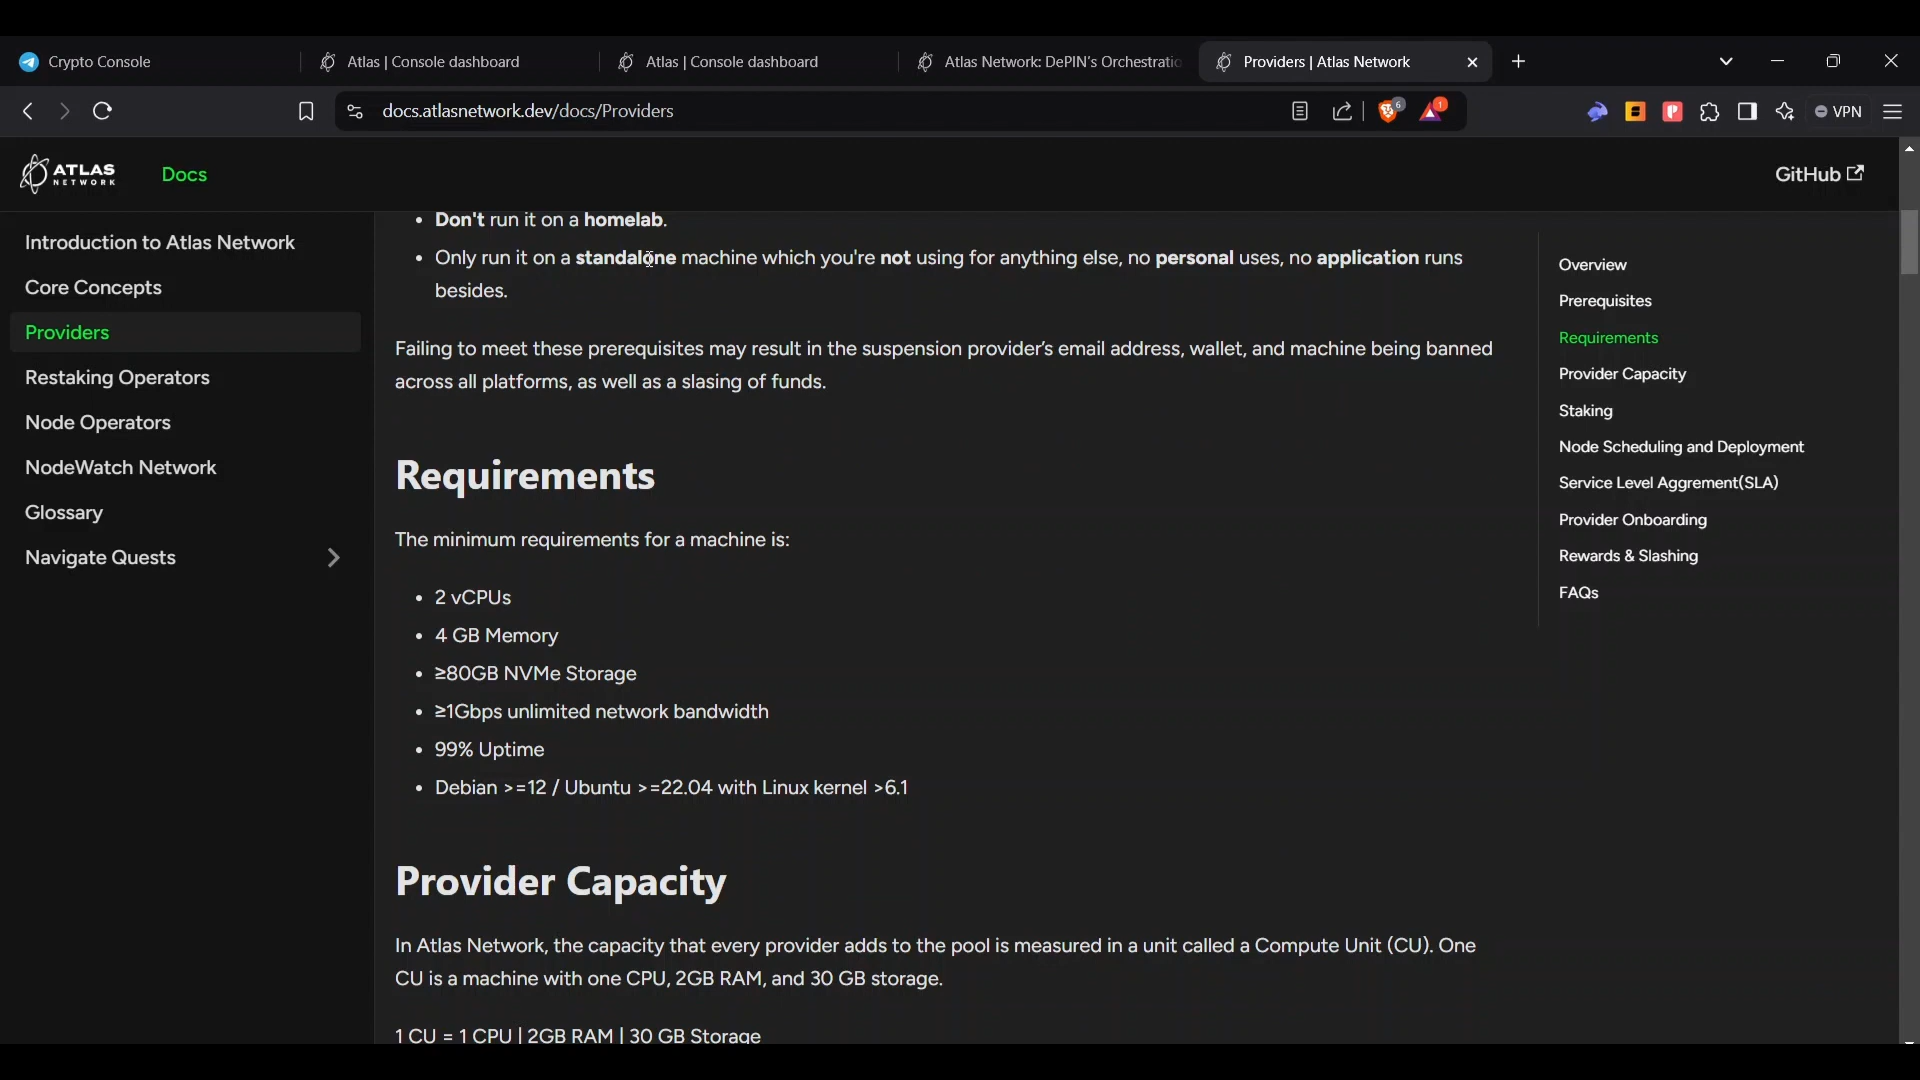 Crypto Console
Atlas | Console dashboard
Atlas | Console dashboard
Atlas Network: DePIN's Orchestratio
Providers | Atlas Network
docs.atlasnetwork.dev/docs/Providers
6
1
VPN
ATLAS
NETWORK
Docs
GitHub
Introduction to Atlas Network
Core Concepts
Providers
Restaking Operators
Node Operators
NodeWatch Network
Glossary
Navigate Quests
• Don't run it on a homelab.
• Only run it on a standalone machine which you're not using for anything else, no personal uses, no application runs
besides.
Failing to meet these prerequisites may result in the suspension provider's email address, wallet, and machine being banned
across all platforms, as well as a slasing of funds.
Requirements
The minimum requirements for a machine is:
• 2 vCPUs
• 4 GB Memory
• ≥80GB NVMe Storage
• ≥1Gbps unlimited network bandwidth
• 99% Uptime
• Debian >=12 / Ubuntu >=22.04 with Linux kernel >6.1
Provider Capacity
In Atlas Network, the capacity that every provider adds to the pool is measured in a unit called a Compute Unit (CU). One
CU is a machine with one CPU, 2GB RAM, and 30 GB storage.
1 CU = 1 CPU | 2GB RAM | 30 GB Storage
Overview
Prerequisites
Requirements
Provider Capacity
Staking
Node Scheduling and Deployment
Service Level Aggrement(SLA)
Provider Onboarding
Rewards & Slashing
FAQs